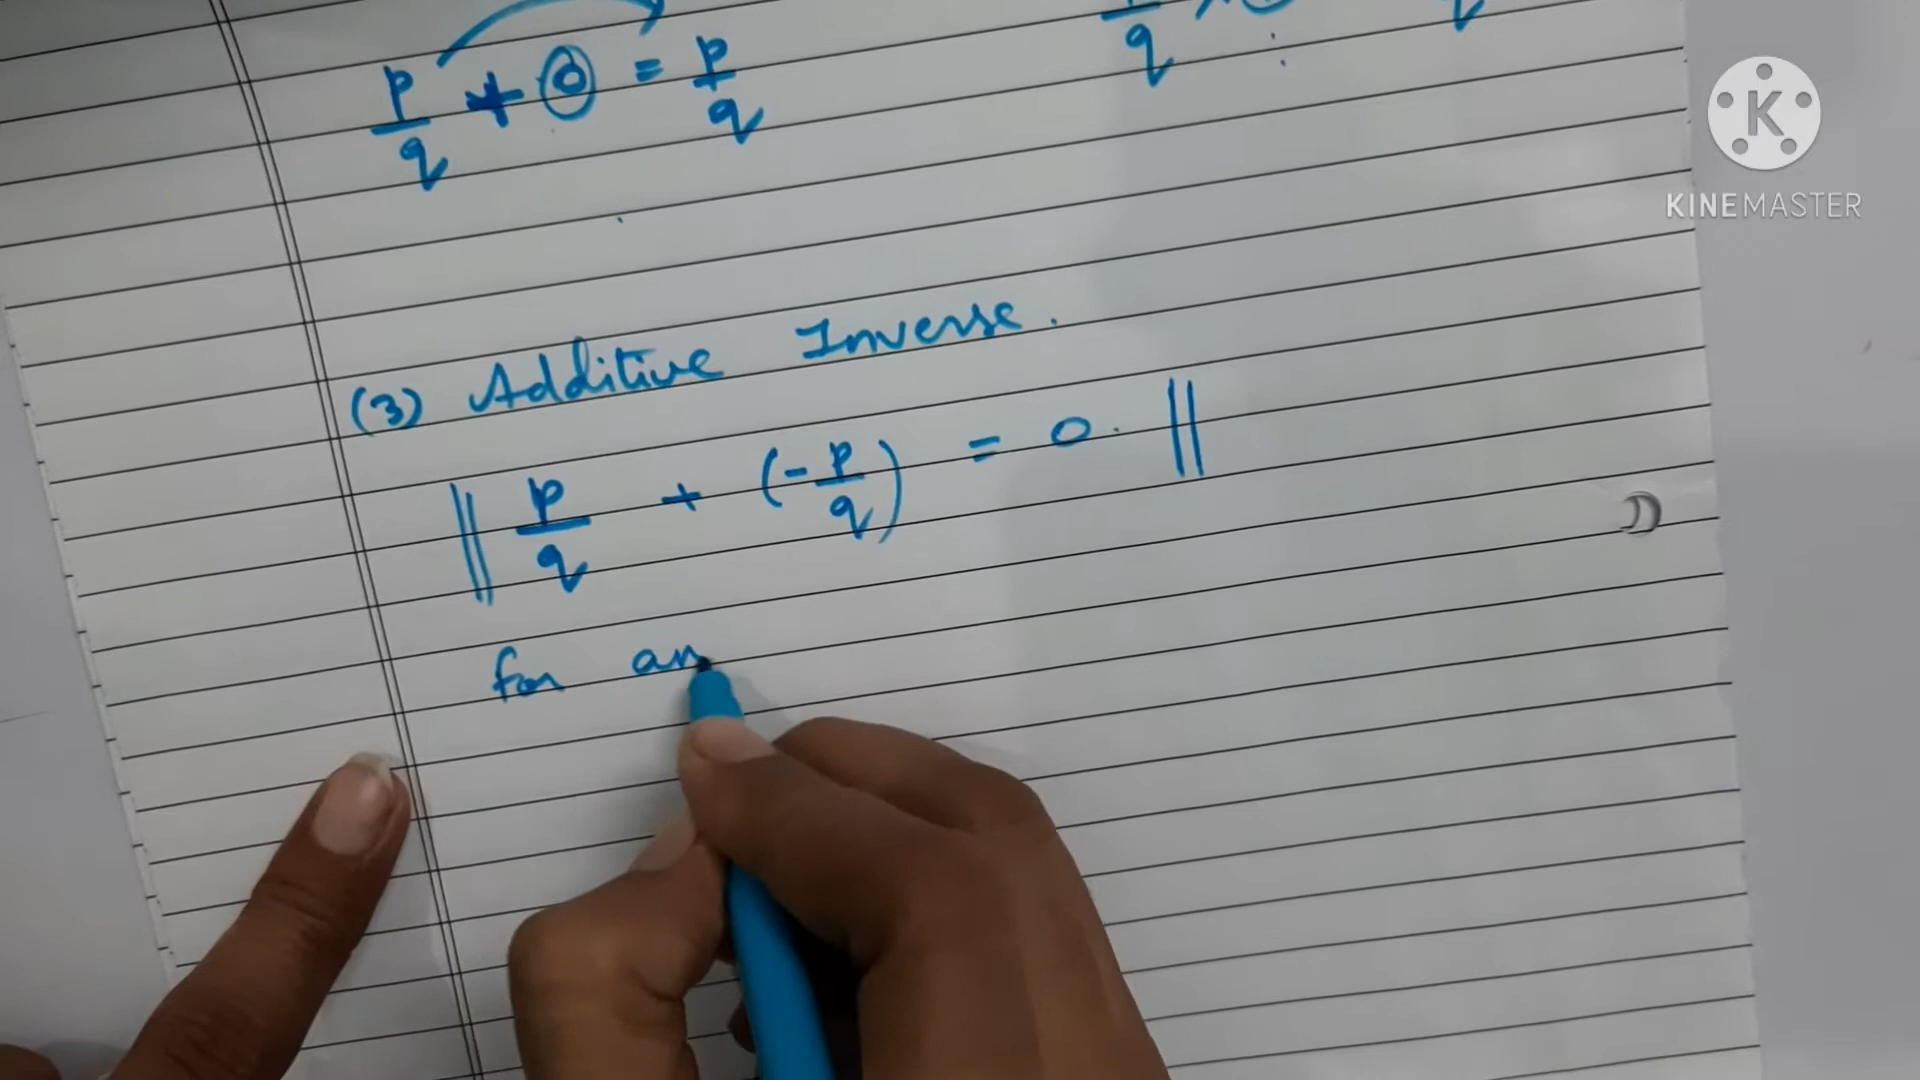 p/q + 0 = p/q
q
q
KINEMASTER
(3) Additive Inverse.
|| p/q + (-p/q) = 0. ||
for an